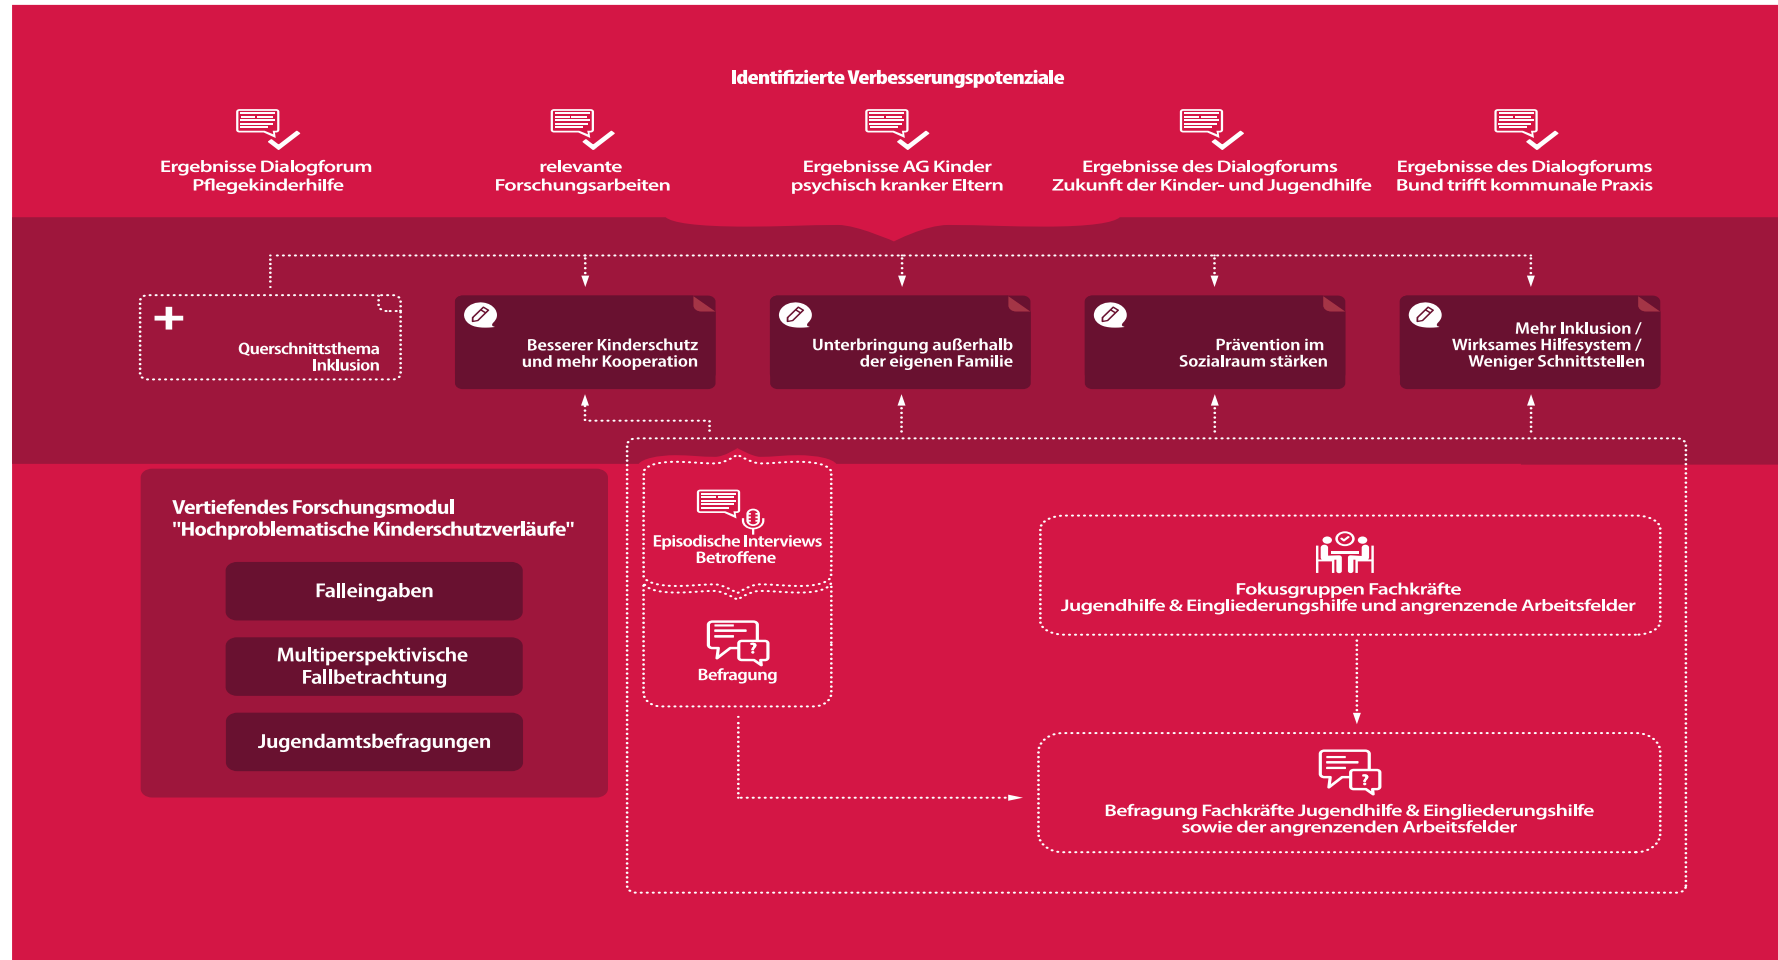 Identifizierte Verbesserungspotenziale
Ergebnisse Dialogforum
Pflegekinderhilfe
relevante
Forschungsarbeiten
Ergebnisse AG Kinder
psychisch kranker Eltern
Ergebnisse des Dialogforums
Zukunft der Kinder- und Jugendhilfe
Ergebnisse des Dialogforums
Bund trifft kommunale Praxis
Querschnittsthema
Inklusion
Besserer Kinderschutz
und mehr Kooperation
Unterbringung außerhalb
der eigenen Familie
Prävention im
Sozialraum stärken
Mehr Inklusion /
Wirksames Hilfesystem /
Weniger Schnittstellen
Vertiefendes Forschungsmodul
"Hochproblematische Kinderschutzverläufe"
Falleingaben
Multiperspektivische
Fallbetrachtung
Jugendamtsbefragungen
Episodische Interviews
Betroffene
?
Befragung
Fokusgruppen Fachkräfte
Jugendhilfe & Eingliederungshilfe und angrenzende Arbeitsfelder
?
Befragung Fachkräfte Jugendhilfe & Eingliederungshilfe
sowie der angrenzenden Arbeitsfelder